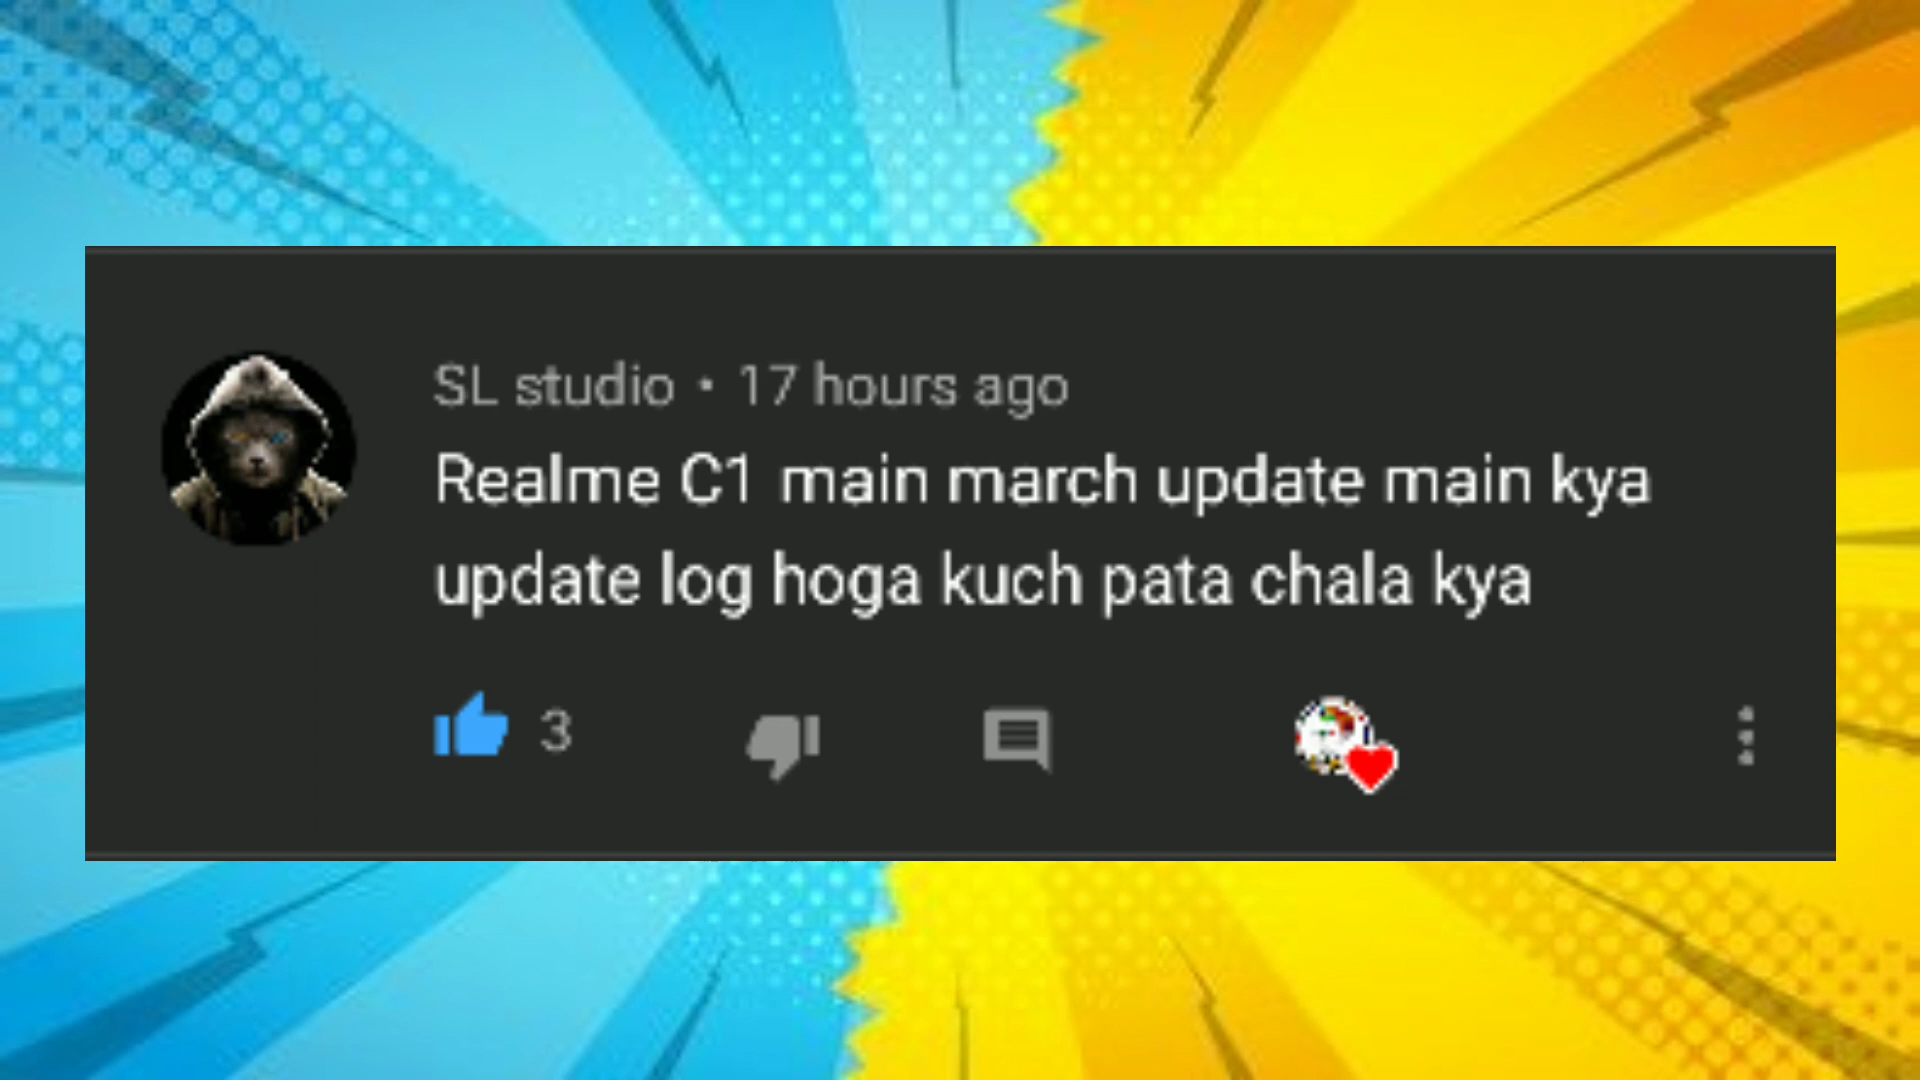 SL studio • 17 hours ago
Realme C1 main march update main kya
update log hoga kuch pata chala kya
3